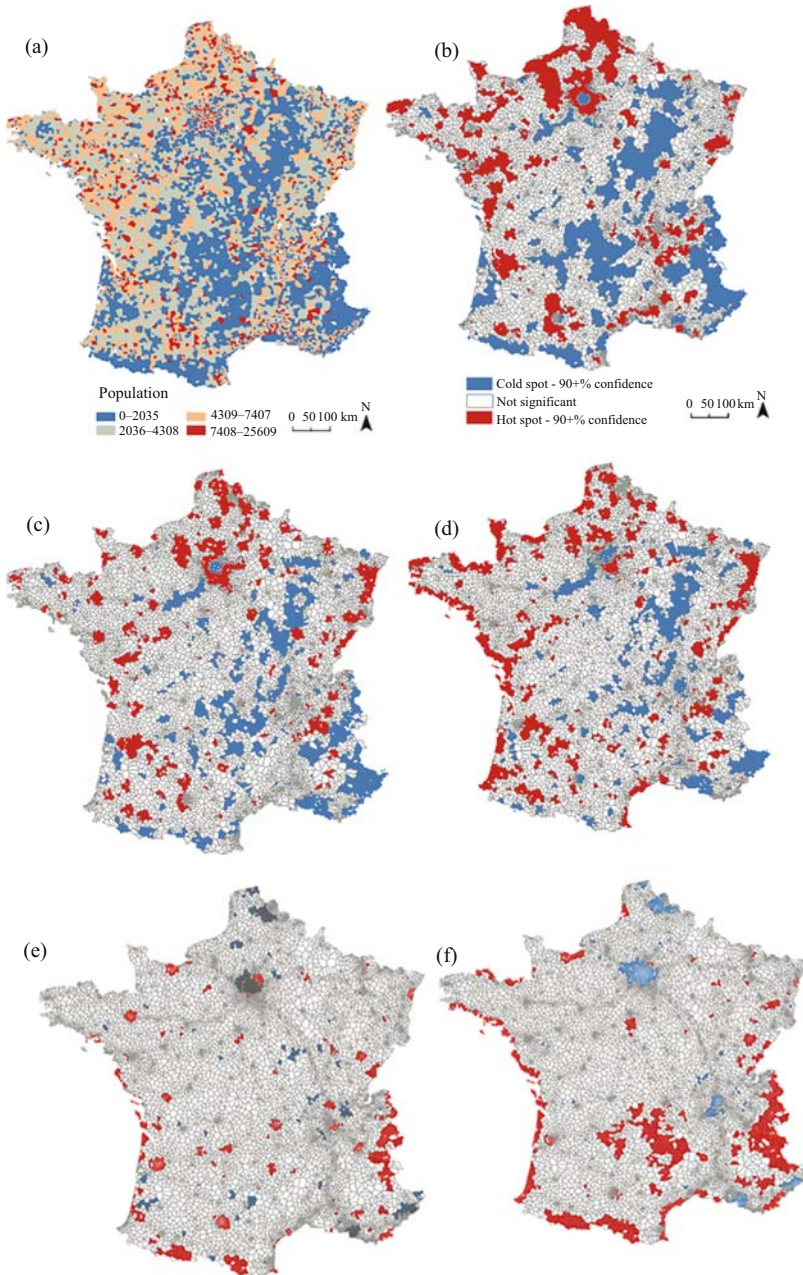 (a)
(b)
Population
0–2035
4309–7407
2036–4308
7408–25609
0 50 100 km
N
Cold spot - 90+% confidence
Not significant
Hot spot - 90+% confidence
0 50 100 km
N
(c)
(d)
(e)
(f)